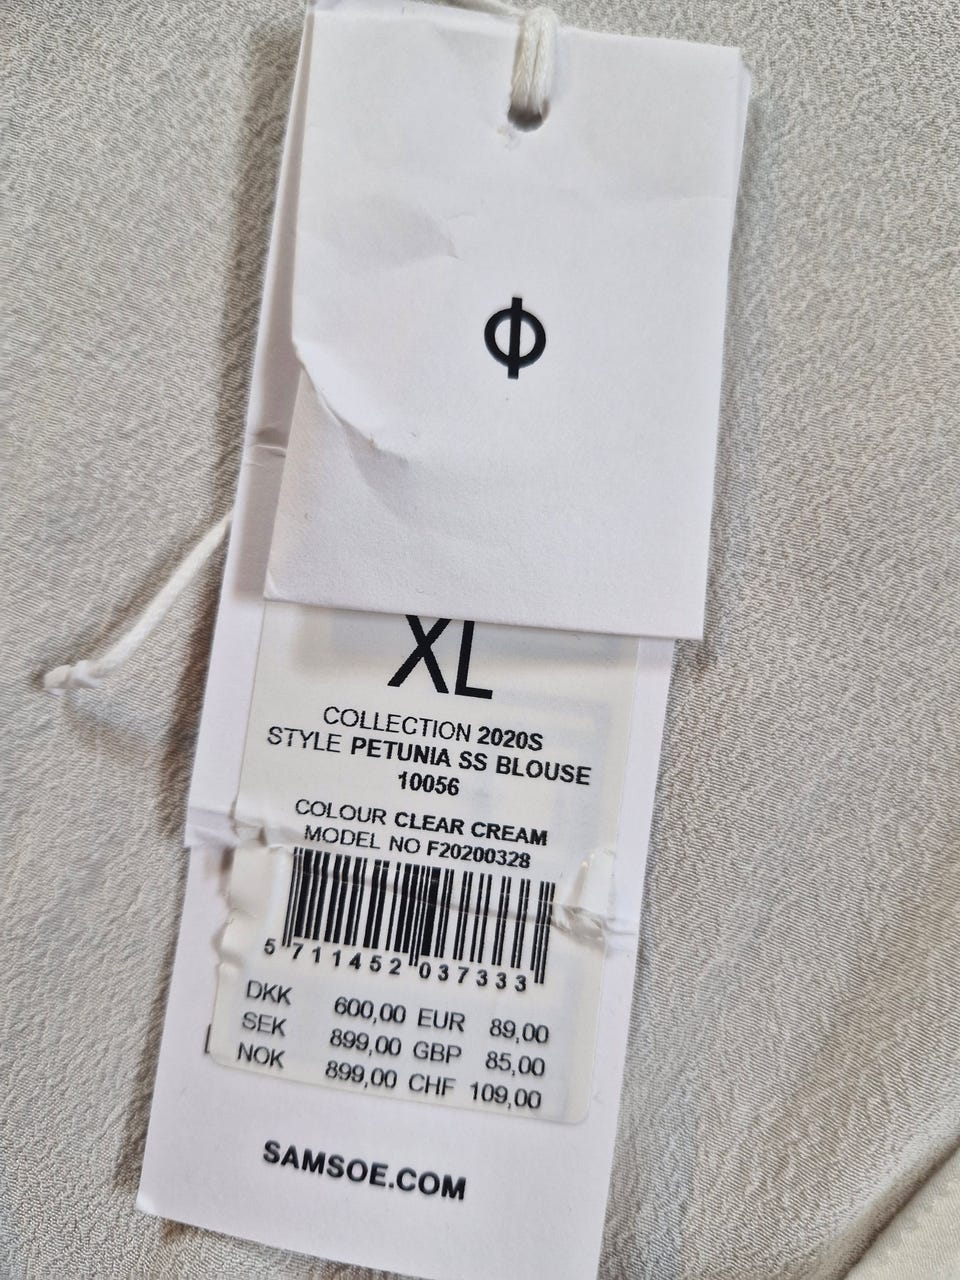 Φ
XL
COLLECTION 2020S
STYLE PETUNIA SS BLOUSE
10056
COLOUR CLEAR CREAM
MODEL NO F20200328
5 711452 037333
DKK 600,00 EUR 89,00
SEK 899,00 GBP 85,00
NOK 899,00 CHF 109,00
SAMSOE.COM